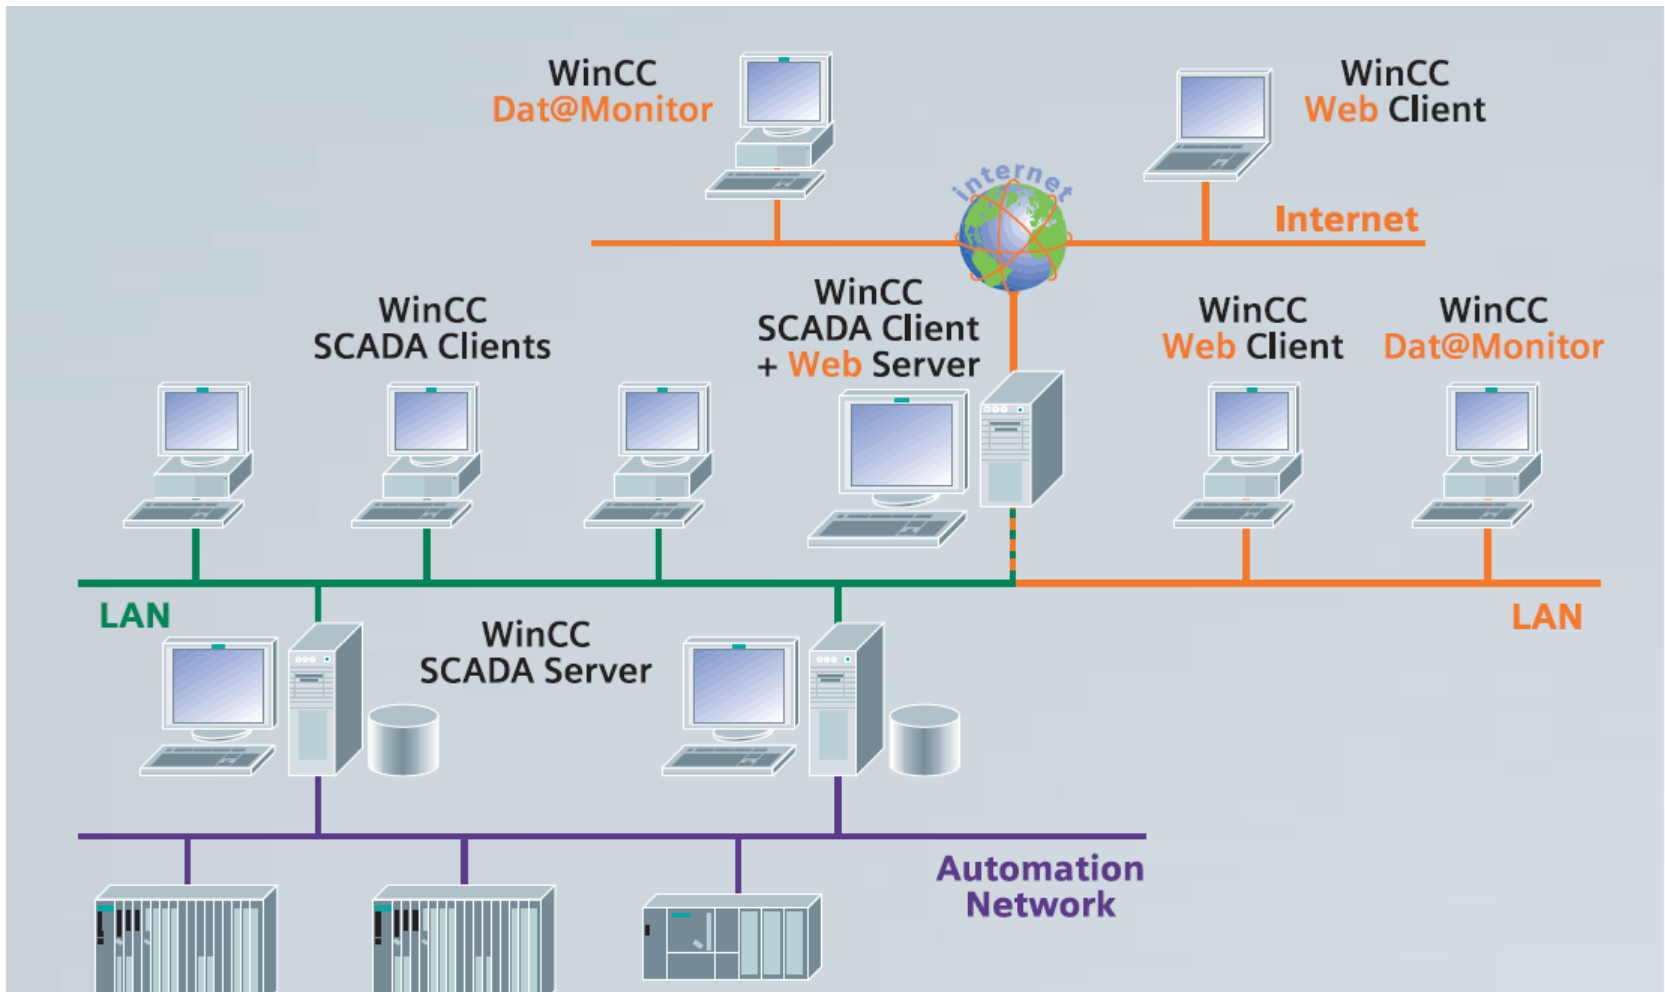 WinCC
Dat@Monitor
WinCC
Web Client
internet
Internet
WinCC
SCADA Clients
WinCC
SCADA Client
+ Web Server
WinCC
Web Client
WinCC
Dat@Monitor
LAN
LAN
WinCC
SCADA Server
Automation
Network